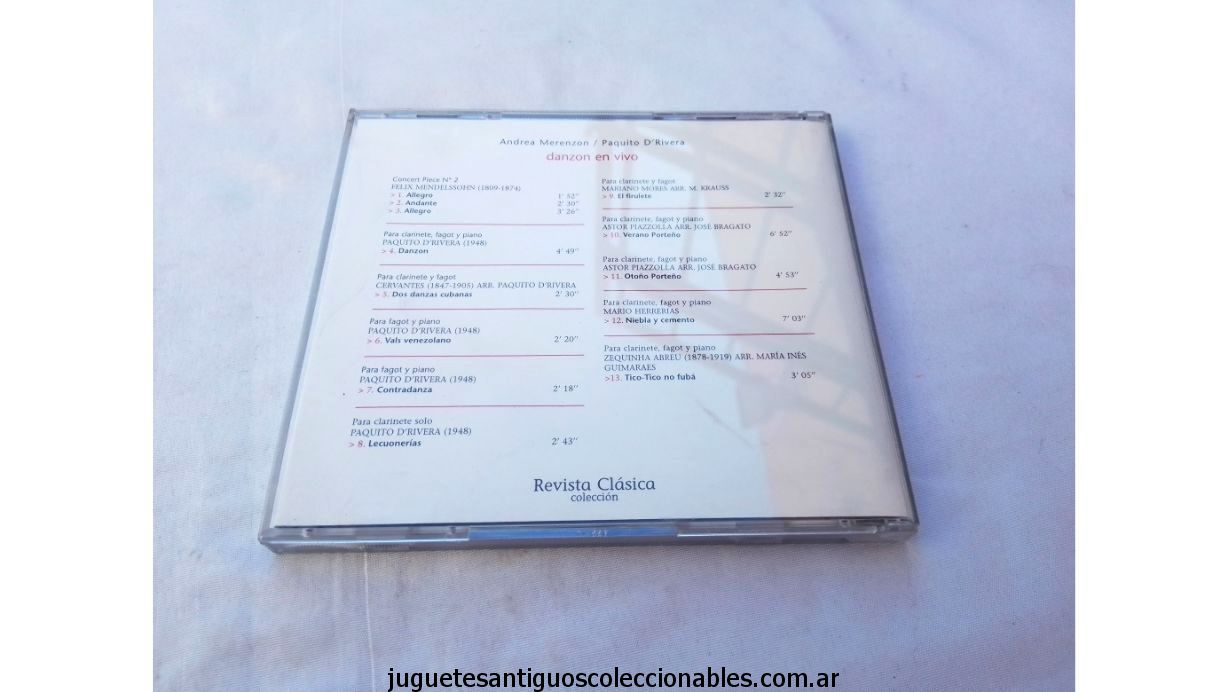 Andrea Merenzon / Paquito D'Rivera
danzon en vivo
Concert Piece N° 2
FELIX MENDELSSOHN (1809-1874)
> 1. Allegro 1' 52''
> 2. Andante 2' 30''
> 3. Allegro 3' 26''
Para clarinete, fagot y piano
PAQUITO D'RIVERA (1948)
> 4. Danzon 4' 49''
Para clarinete y fagot
CERVANTES (1847-1905) ARR. PAQUITO D'RIVERA
> 5. Dos danzas cubanas 2' 30''
Para fagot y piano
PAQUITO D'RIVERA (1948)
> 6. Vals venezolano 2' 20''
Para fagot y piano
PAQUITO D'RIVERA (1948)
> 7. Contradanza 2' 18''
Para clarinete solo
PAQUITO D'RIVERA (1948)
> 8. Lecuonerías 2' 43''
Para clarinete y fagot
MARIANO MORES ARR. M. KRAUSS
> 9. El firulete 2' 32''
Para clarinete, fagot y piano
ASTOR PIAZZOLLA ARR. JOSÉ BRAGATO
> 10. Verano Porteño 6' 52''
Para clarinete, fagot y piano
ASTOR PIAZZOLLA ARR. JOSÉ BRAGATO
> 11. Otoño Porteño 4' 53''
Para clarinete, fagot y piano
MARIO HERRERIAS
> 12. Niebla y cemento 7' 03''
Para clarinete, fagot y piano
ZEQUINHA ABREU (1878-1919) ARR. MARÍA INÉS
GUIMARAES
>13. Tico-Tico no fubá 3' 05''
Revista Clásica
colección
juguetesantiguoscoleccionables.com.ar